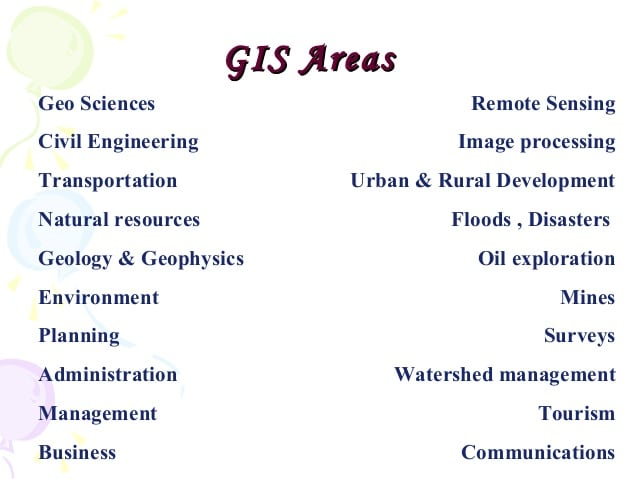 GIS Areas
Geo Sciences
Civil Engineering
Transportation
Natural resources
Geology & Geophysics
Environment
Planning
Administration
Management
Business
Remote Sensing
Image processing
Urban & Rural Development
Floods , Disasters
Oil exploration
Mines
Surveys
Watershed management
Tourism
Communications